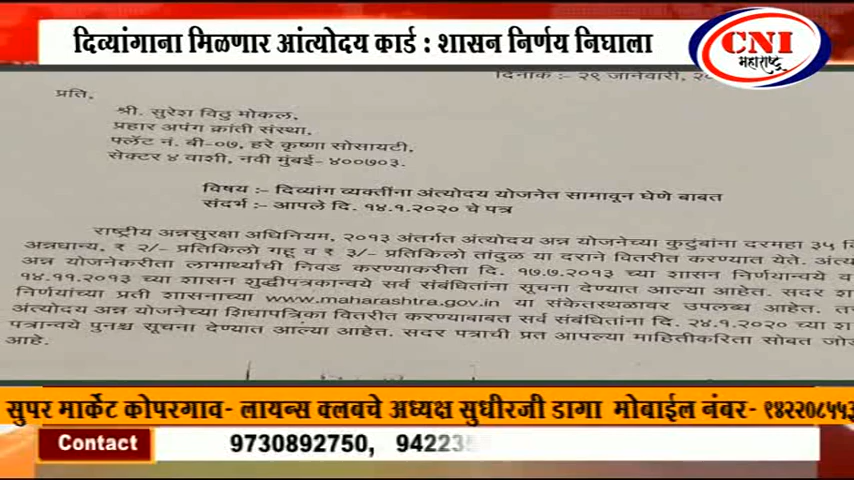 दिव्यांगाना मिळणार आंत्योदय कार्ड : शासन निर्णय निघाला
CNI
महाराष्ट्र
दिनांक :- २९ जानेवारी,
प्रति,
श्री. सुरेश विठु मोकल,
प्रहार अपंग क्रांती संस्था,
फ्लॅट नं. बी-०७, हरे कृष्णा सोसायटी,
सेक्टर ४ वाशी, नवी मुंबई- ४००७०३.
विषय :- दिव्यांग व्यक्तींना अंत्योदय योजनेत सामावून घेणे बाबत
संदर्भ :- आपले दि. १४.१.२०२० चे पत्र
राष्ट्रीय अन्नसुरक्षा अधिनियम, २०१३ अंतर्गत अंत्योदय अन्न योजनेच्या कुटुंबांना दरमहा ३५
अन्नधान्य, ₹ २/- प्रतिकिलो गहू व ₹ ३/- प्रतिकिलो तांदुळ या दराने वितरीत करण्यात येते.
अन्न योजनेकरीता लाभार्थ्यांची निवड करण्याकरीता दि. १७.७.२०१३ च्या शासन निर्णयान्वये व
१४.११.२०१३ च्या शासन शुद्धीपत्रकान्वये सर्व संबंधितांना सूचना देण्यात आल्या आहेत. सदर
निर्णयांच्या प्रती शासनाच्या www.maharashtra.gov.in या संकेतस्थळावर उपलब्ध आहेत.
अंत्योदय अन्न योजनेच्या शिधापत्रिका वितरीत करण्याबाबत सर्व संबंधितांना दि. २४.१.२०२० च्या
पत्रान्वये पुनश्च सूचना देण्यात आल्या आहेत. सदर पत्राची प्रत आपल्या माहितीकरिता सोबत
आहे.
सुपर मार्केट कोपरगाव- लायन्स क्लबचे अध्यक्ष सुधीरजी डागा मोबाईल नंबर- ९४२२०८५५३
Contact 9730892750, 94223